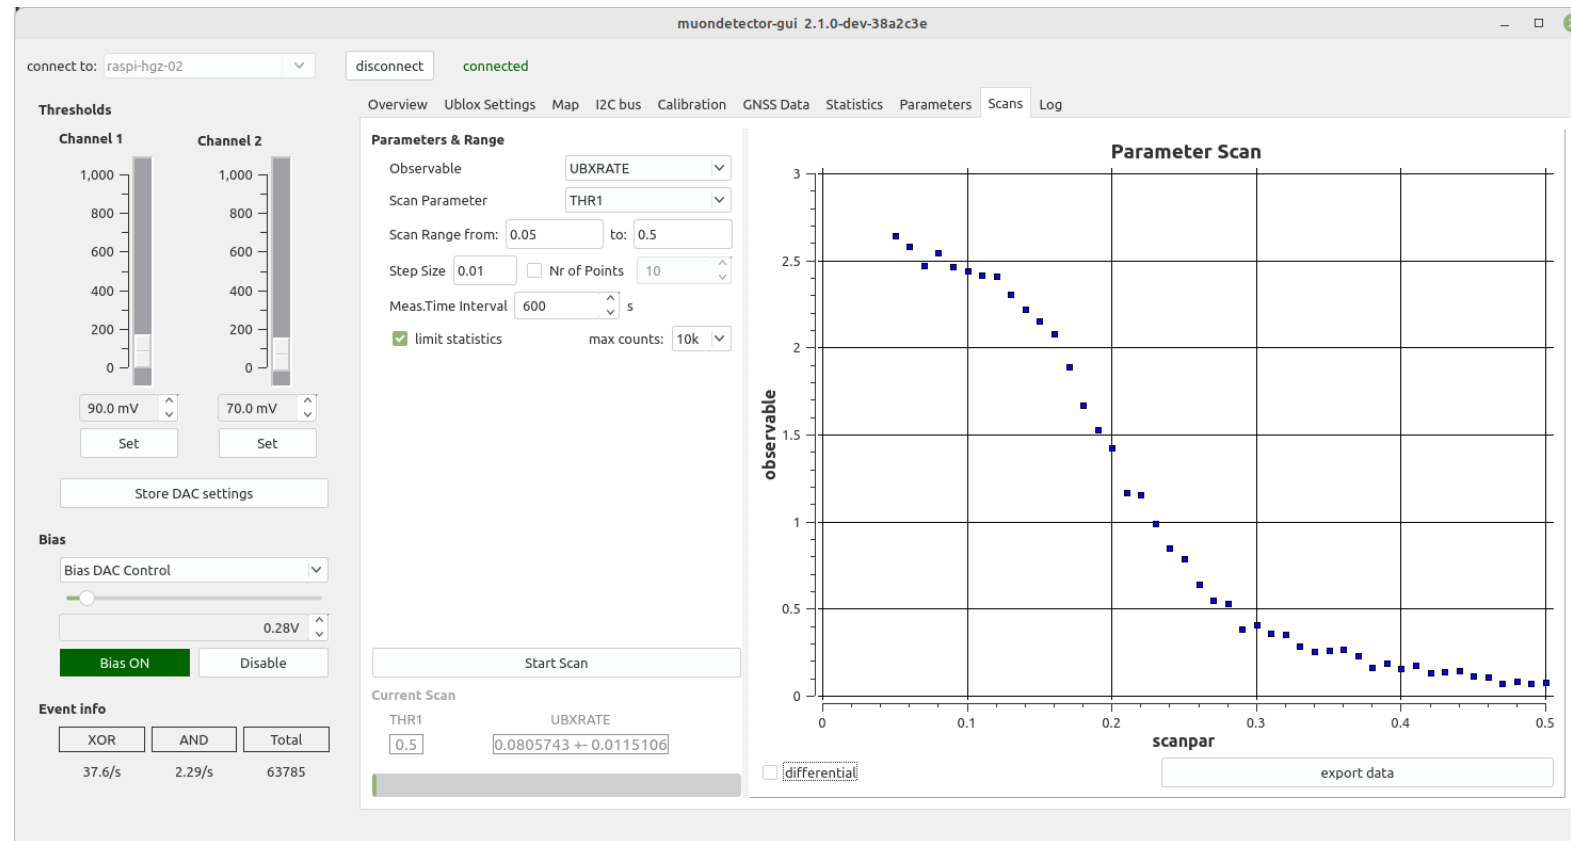 muondetector-gui 2.1.0-dev-38a2c3e
connect to: raspi-hgz-02 disconnect connected
Overview Ublox Settings Map I2C bus Calibration GNSS Data Statistics Parameters Scans Log
Thresholds
Channel 1 Channel 2
1,000 1,000
800 800
600 600
400 400
200 200
0 0
90.0 mV 70.0 mV
Set Set
Store DAC settings
Bias
Bias DAC Control
0.28V
Bias ON Disable
Event info
XOR AND Total
37.6/s 2.29/s 63785
Parameters & Range
Observable UBXRATE
Scan Parameter THR1
Scan Range from: 0.05 to: 0.5
Step Size 0.01 Nr of Points 10
Meas.Time Interval 600 s
limit statistics max counts: 10k
Start Scan
Current Scan
THR1 UBXRATE
0.5 0.0805743 +- 0.0115106
Parameter Scan
3
2.5
2
1.5
1
0.5
0
observable
0 0.1 0.2 0.3 0.4 0.5
scanpar
differential export data